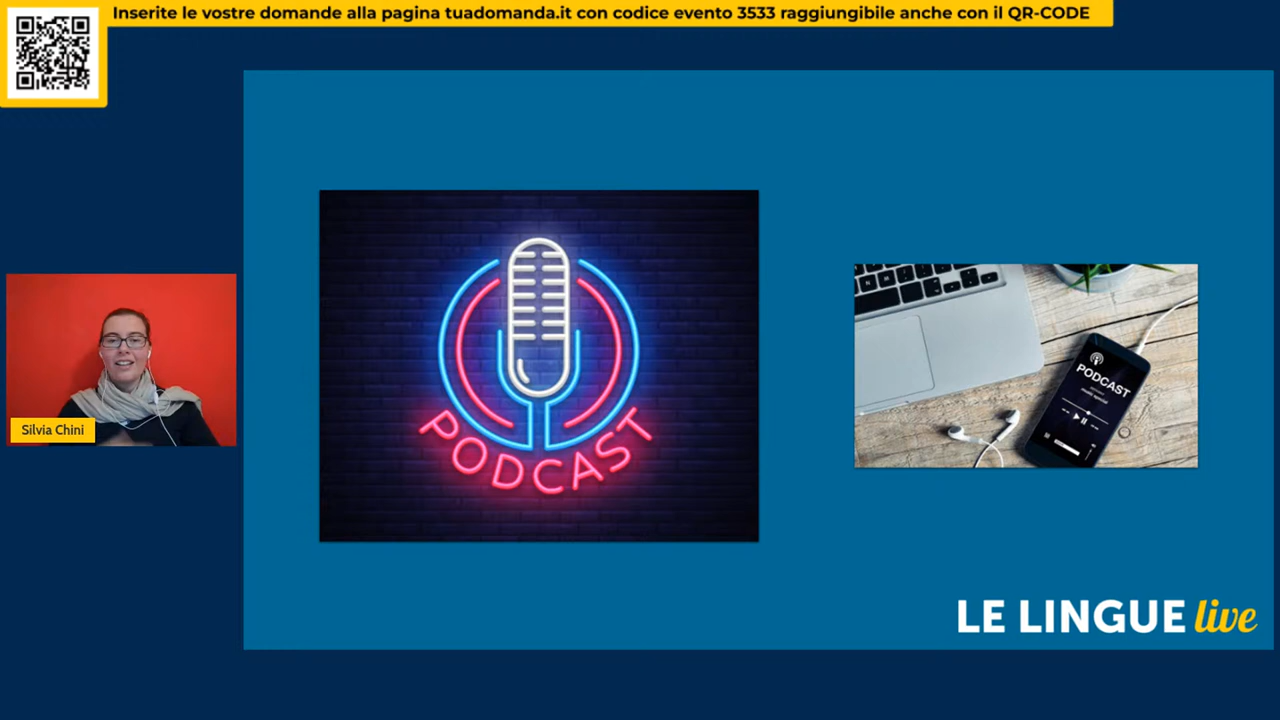 Inserite le vostre domande alla pagina tuadomanda.it con codice evento 3533 raggiungibile anche con il QR-CODE
PODCAST
PODCAST
Silvia Chini
LE LINGUE live